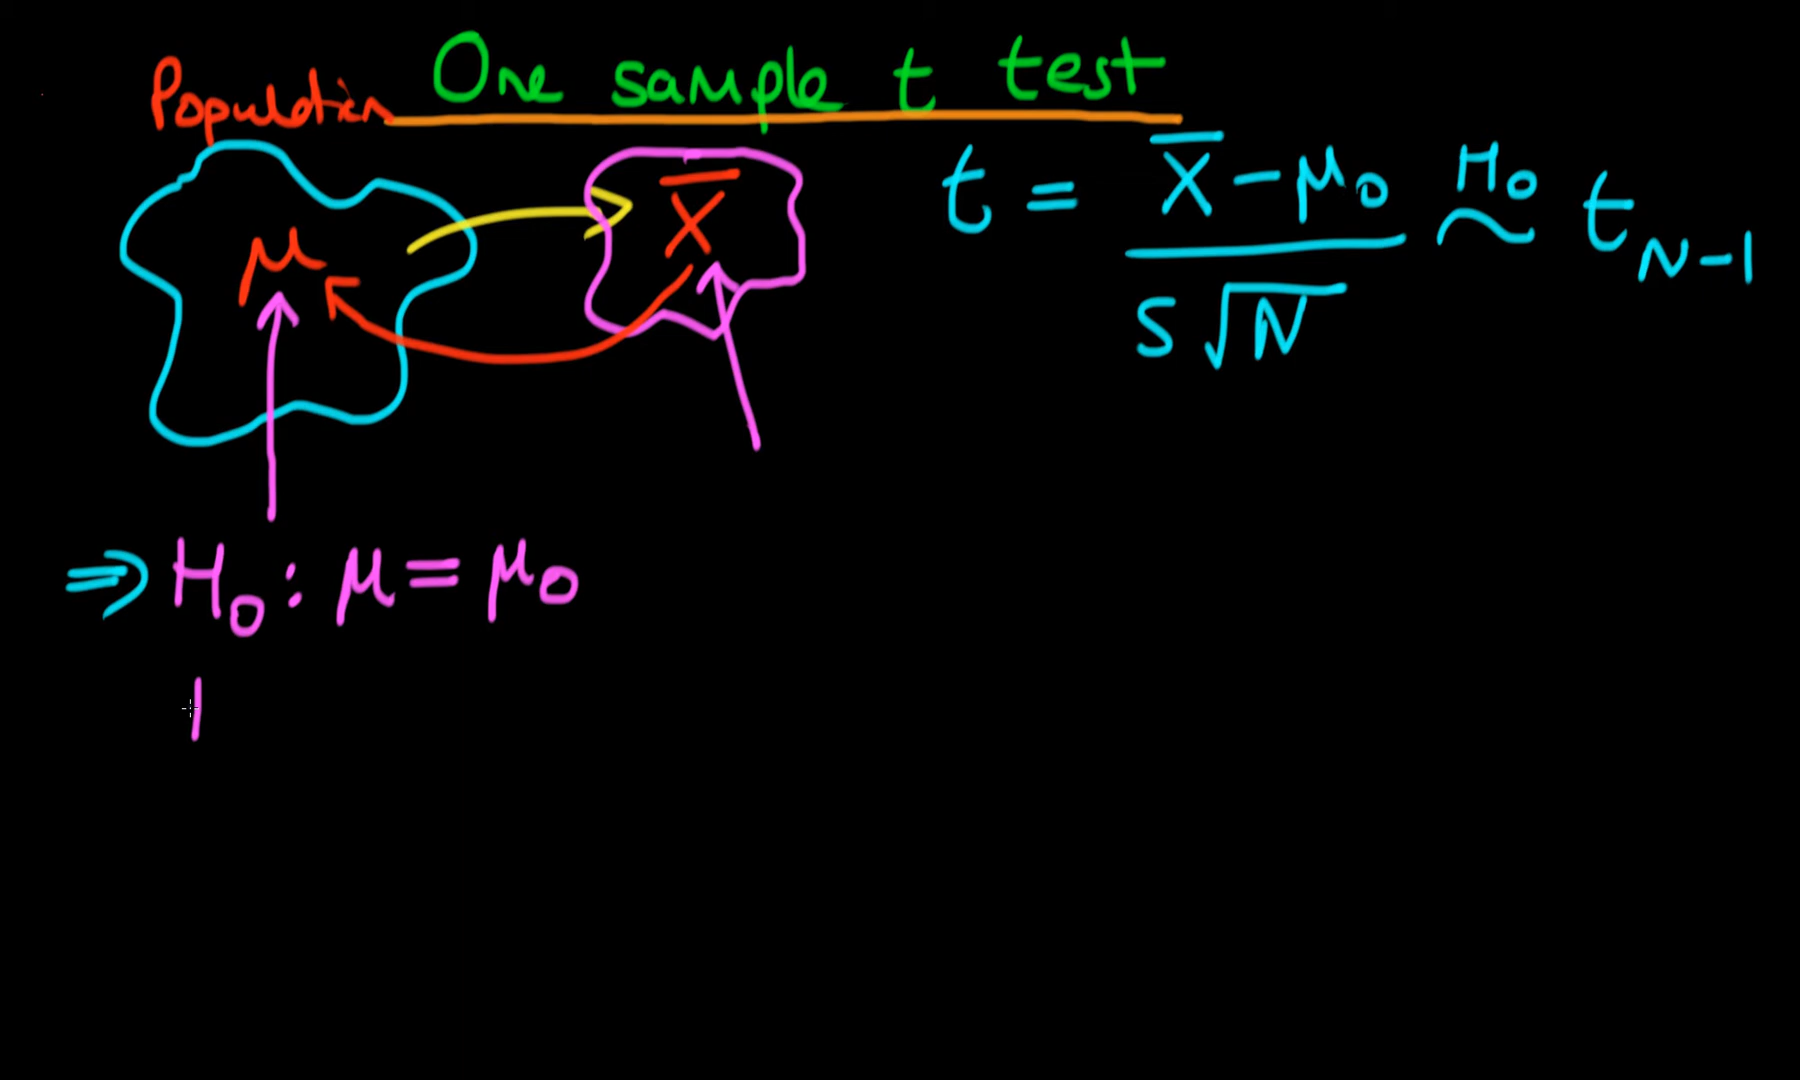 One sample t test
Population
μ
X̄
t = (X̄ - μ₀) / (S√N) ~ᴴ⁰ t_{N-1}
⇒ H₀ : μ = μ₀